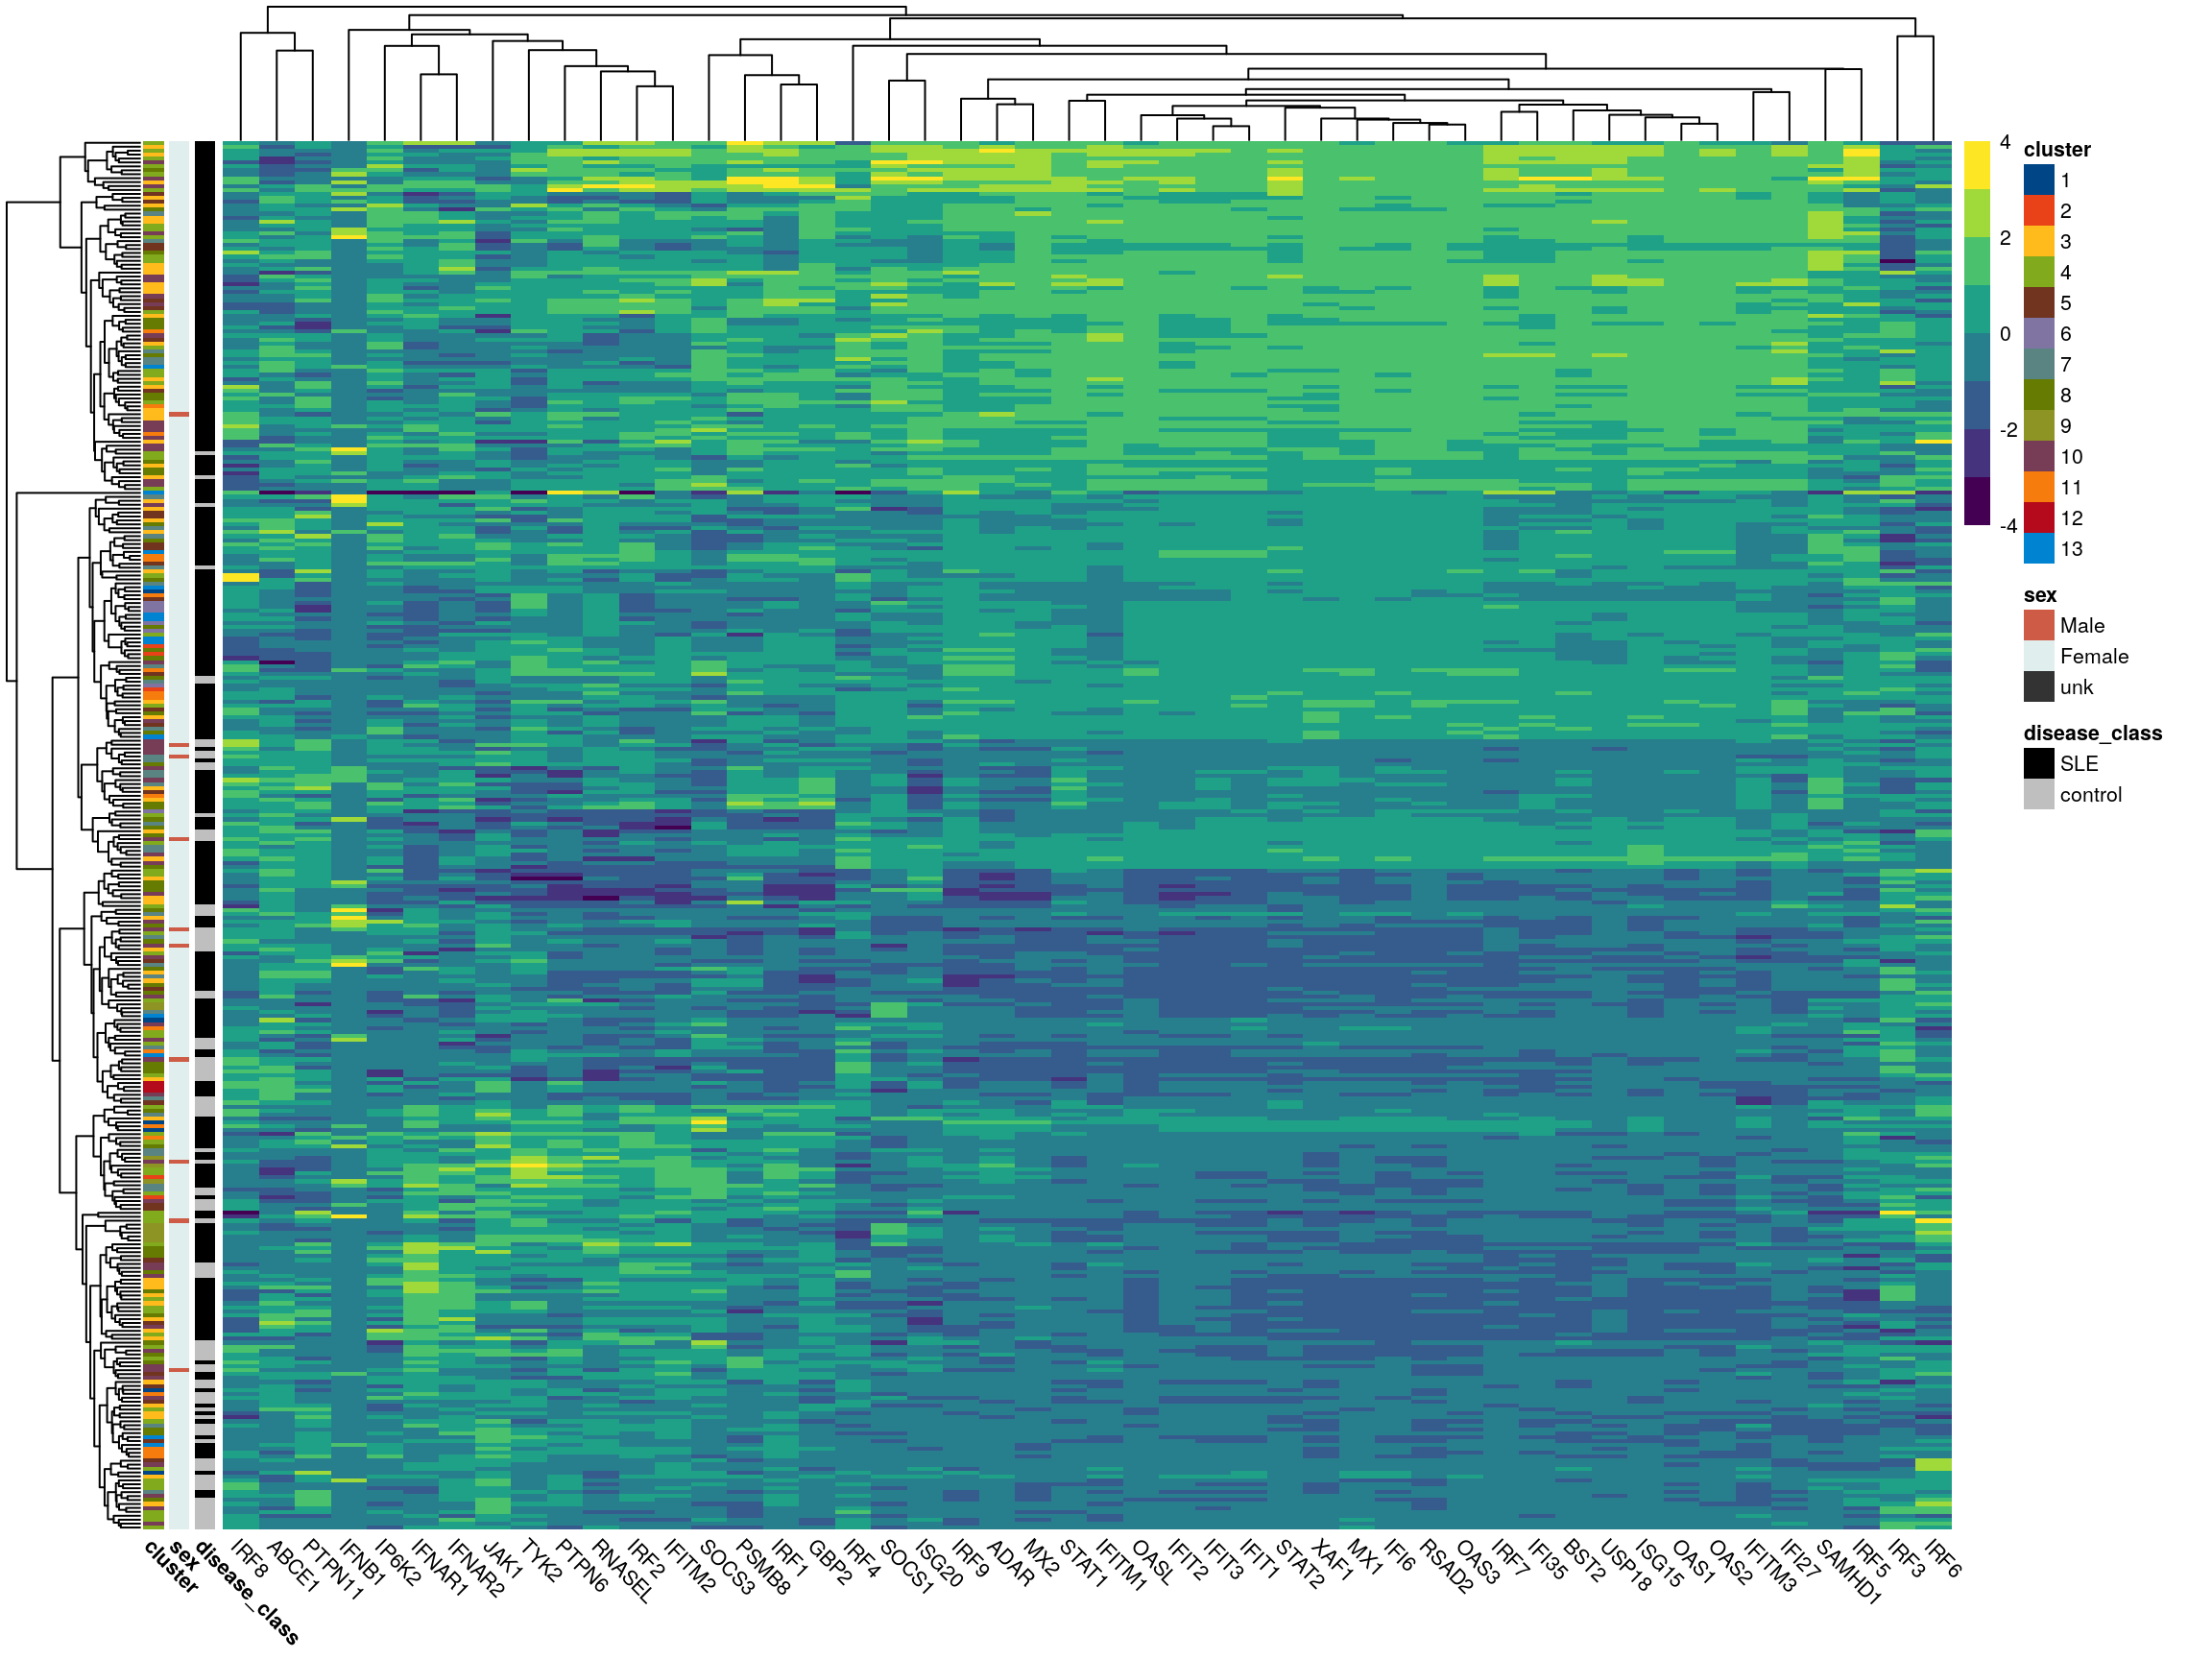 4
2
0
-2
-4
cluster
1
2
3
4
5
6
7
8
9
10
11
12
13
sex
Male
Female
unk
disease_class
SLE
control
cluster
sex
disease_class
IRF8
ABCE1
PTPN11
IFNB1
IP6K2
IFNAR1
IFNAR2
JAK1
TYK2
PTPN6
RNASEL
IRF2
IFITM2
SOCS3
PSMB8
IRF1
GBP2
IRF4
SOCS1
ISG20
IRF9
ADAR
MX2
STAT1
IFITM1
OASL
IFIT2
IFIT3
IFIT1
STAT2
XAF1
MX1
IFI6
RSAD2
OAS3
IRF7
IFI35
BST2
USP18
ISG15
OAS1
OAS2
IFITM3
IFI27
SAMHD1
IRF5
IRF3
IRF6